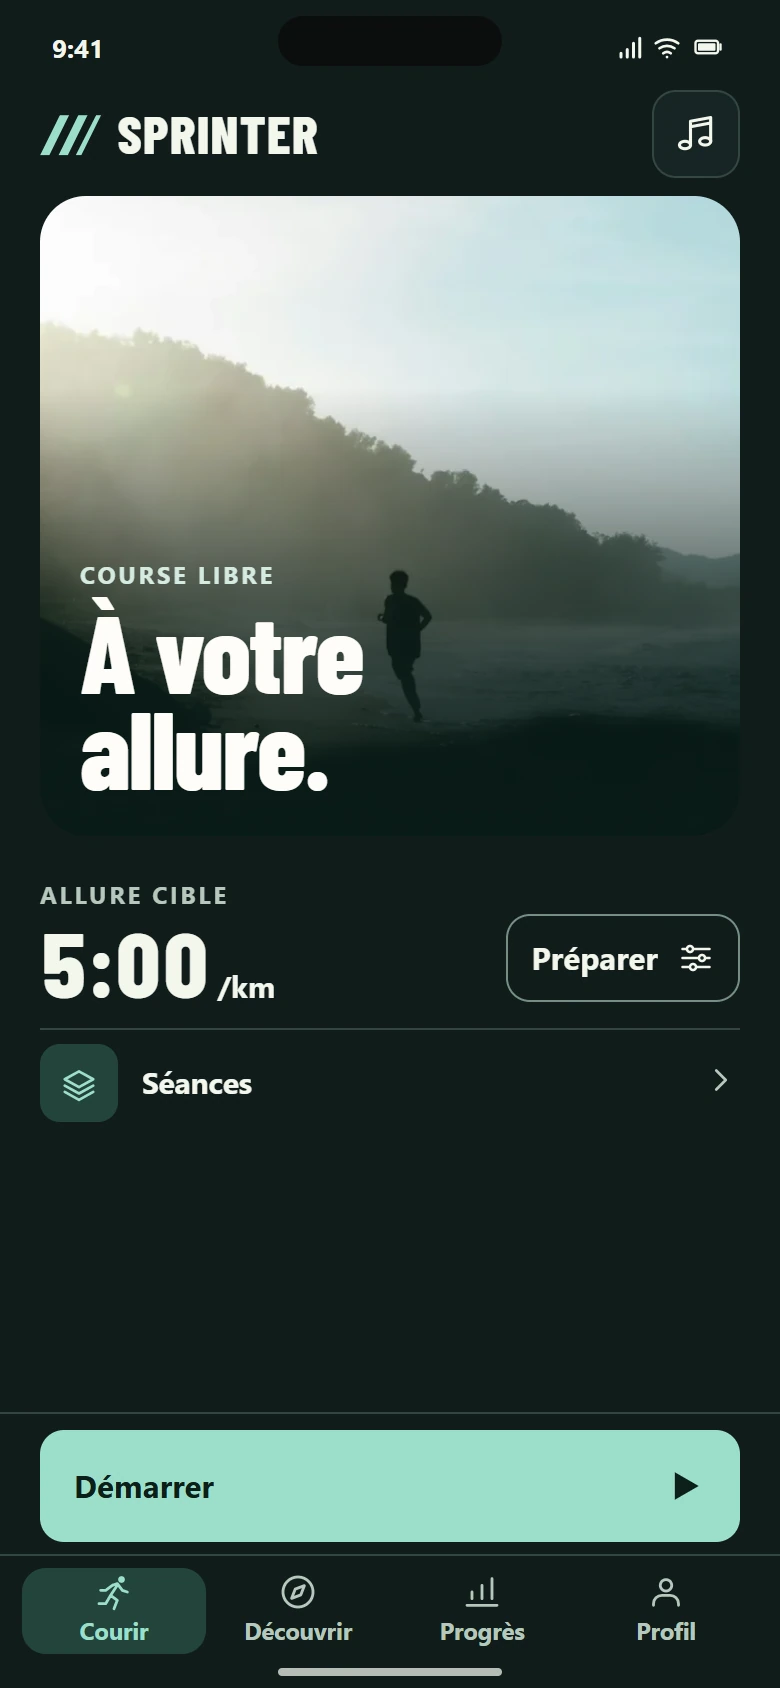 9:41
SPRINTER
COURSE LIBRE
À votre
allure.
ALLURE CIBLE
5:00 /km
Préparer
Séances
Démarrer
Courir
Découvrir
Progrès
Profil